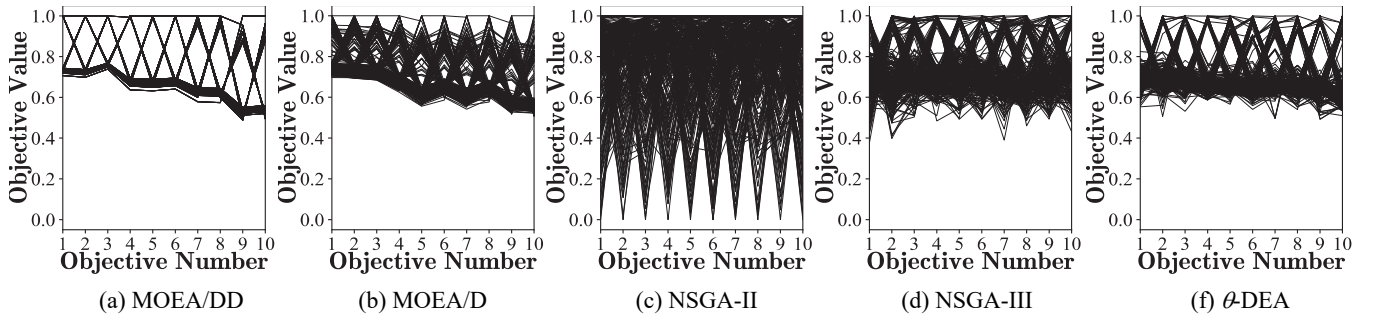 Objective Value
1.0
0.8
0.6
0.4
0.2
0.0
1 2 3 4 5 6 7 8 9 10
Objective Number
(a) MOEA/DD
Objective Value
1.0
0.8
0.6
0.4
0.2
0.0
1 2 3 4 5 6 7 8 9 10
Objective Number
(b) MOEA/D
Objective Value
1.0
0.8
0.6
0.4
0.2
0.0
1 2 3 4 5 6 7 8 9 10
Objective Number
(c) NSGA-II
Objective Value
1.0
0.8
0.6
0.4
0.2
0.0
1 2 3 4 5 6 7 8 9 10
Objective Number
(d) NSGA-III
Objective Value
1.0
0.8
0.6
0.4
0.2
0.0
1 2 3 4 5 6 7 8 9 10
Objective Number
(f) θ-DEA